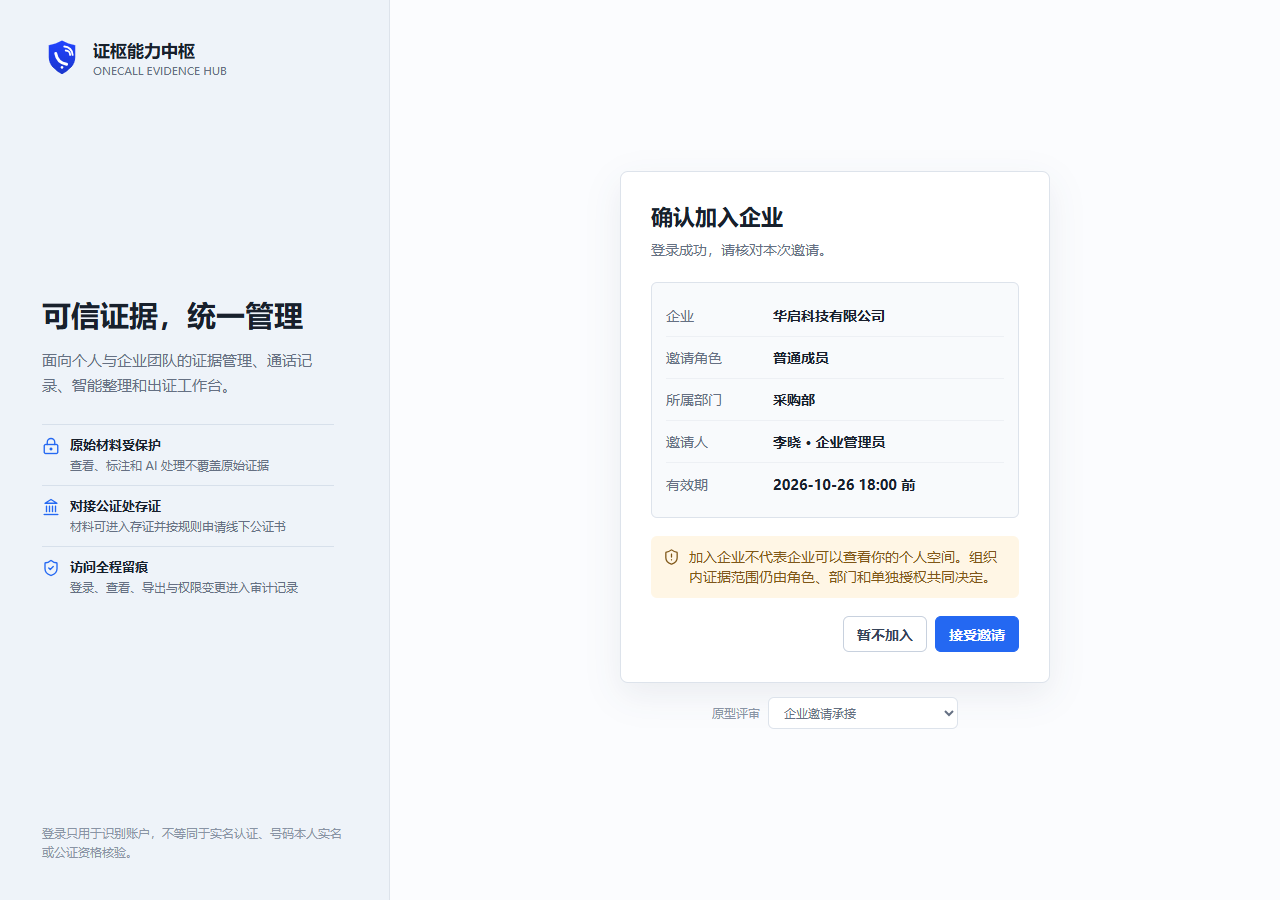 证枢能力中枢
ONECALL EVIDENCE HUB
可信证据，统一管理
面向个人与企业团队的证据管理、通话记
录、智能整理和出证工作台。
原始材料受保护
查看、标注和 AI 处理不覆盖原始证据
对接公证处存证
材料可进入存证并按规则申请线下公证书
访问全程留痕
登录、查看、导出与权限变更进入审计记录
登录只用于识别账户，不等同于实名认证、号码本人实名
或公证资格核验。
确认加入企业
登录成功，请核对本次邀请。
企业 华启科技有限公司
邀请角色 普通成员
所属部门 采购部
邀请人 李晓 • 企业管理员
有效期 2026-10-26 18:00 前
加入企业不代表企业可以查看你的个人空间。组织
内证据范围仍由角色、部门和单独授权共同决定。
暂不加入 接受邀请
原型评审 企业邀请承接